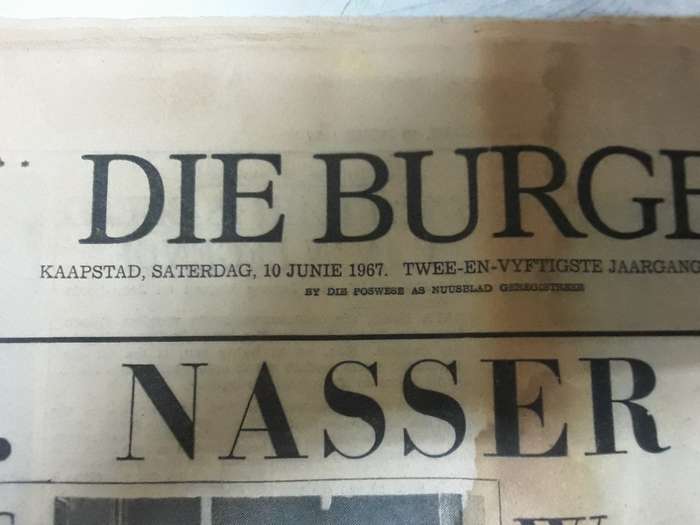 DIE BURGE
KAAPSTAD, SATERDAG, 10 JUNIE 1967. TWEE-EN-VYFTIGSTE JAARGANG
BY DIE POSWESE AS NUUSBLAD GEREGISTREER
NASSER